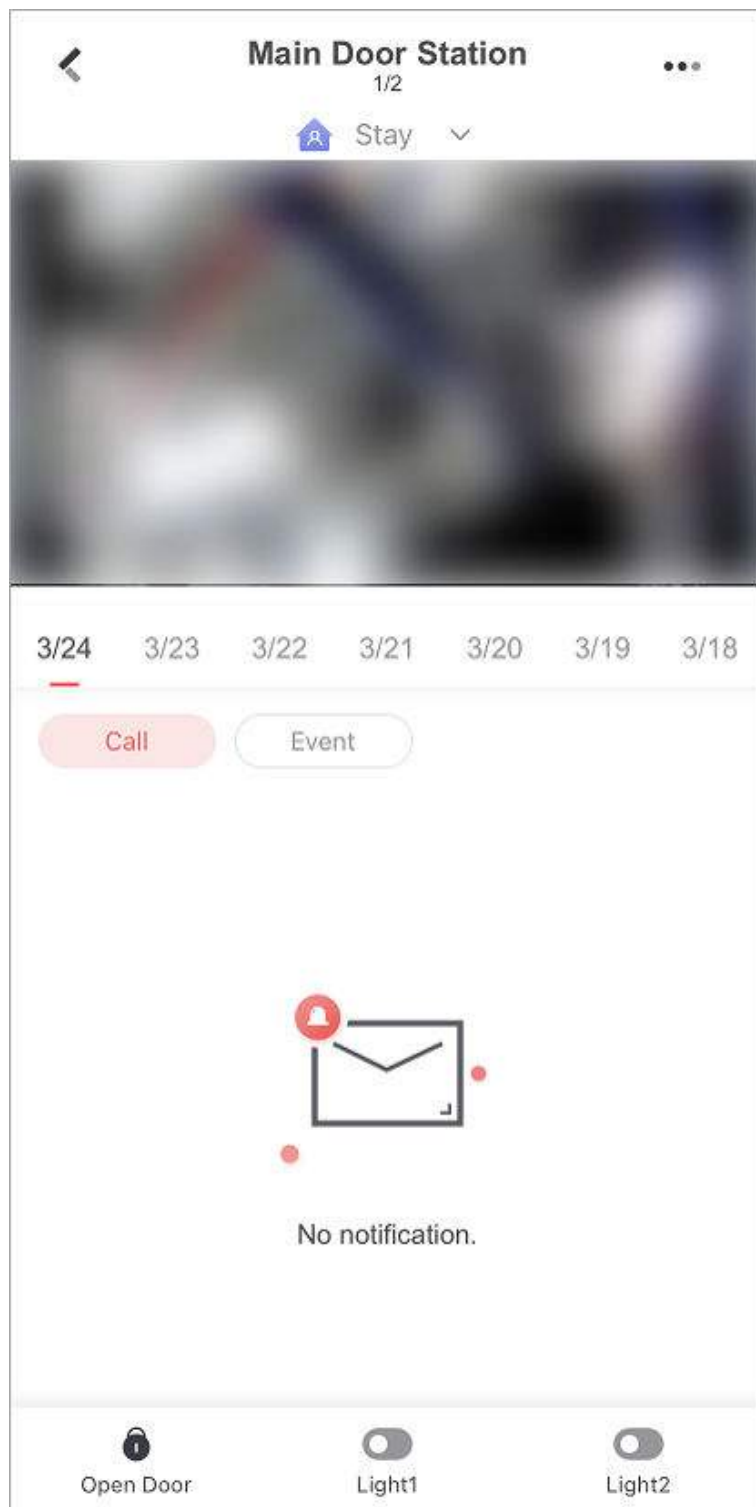 Main Door Station
1/2
Stay
3/24 3/23 3/22 3/21 3/20 3/19 3/18
Call Event
No notification.
Open Door Light1 Light2